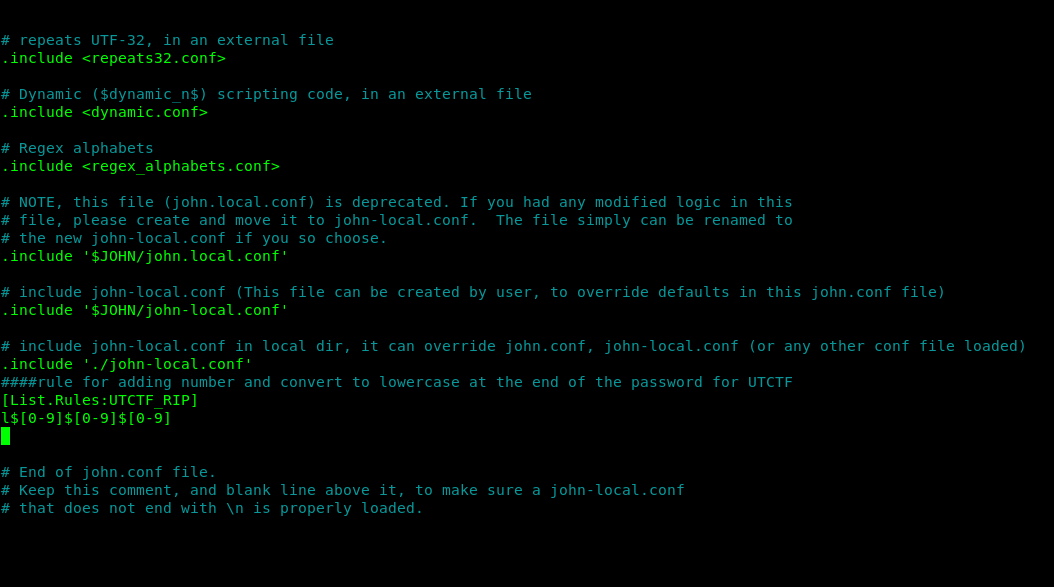 # repeats UTF-32, in an external file
.include <repeats32.conf>
# Dynamic ($dynamic_n$) scripting code, in an external file
.include <dynamic.conf>
# Regex alphabets
.include <regex_alphabets.conf>
# NOTE, this file (john.local.conf) is deprecated. If you had any modified logic in this
# file, please create and move it to john-local.conf.  The file simply can be renamed to
# the new john-local.conf if you so choose.
.include '$JOHN/john.local.conf'
# include john-local.conf (This file can be created by user, to override defaults in this john.conf file)
.include '$JOHN/john-local.conf'
# include john-local.conf in local dir, it can override john.conf, john-local.conf (or any other conf file loaded)
.include './john-local.conf'
####rule for adding number and convert to lowercase at the end of the password for UTCTF
[List.Rules:UTCTF_RIP]
l$[0-9]$[0-9]$[0-9]
# End of john.conf file.
# Keep this comment, and blank line above it, to make sure a john-local.conf
# that does not end with \n is properly loaded.